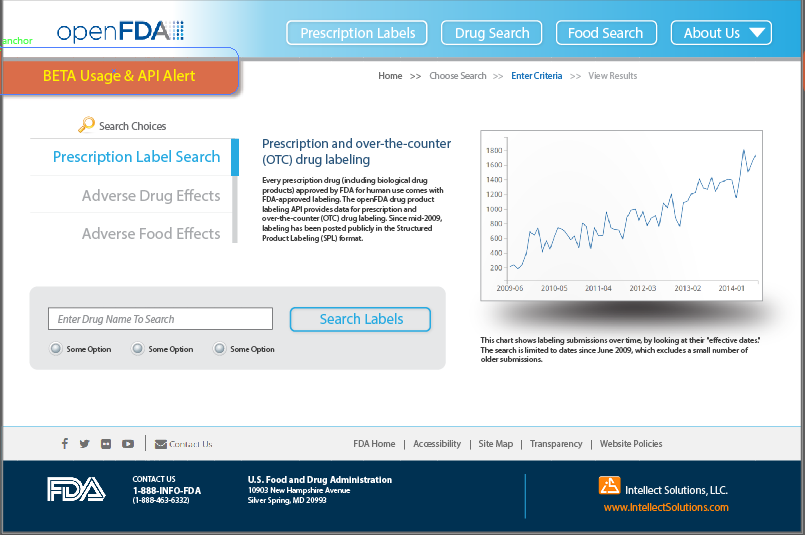 anchor
openFDA
Prescription Labels
Drug Search
Food Search
About Us
BETA Usage & API Alert
Home >> Choose Search >> Enter Criteria >> View Results
Search Choices
Prescription Label Search
Adverse Drug Effects
Adverse Food Effects
Prescription and over-the-counter
(OTC) drug labeling
Every prescription drug (including biological drug
products) approved by FDA for human use comes with
FDA-approved labeling. The openFDA drug product
labeling API provides data for prescription and
over-the-counter (OTC) drug labeling. Since mid-2009,
labeling has been posted publicly in the Structured
Product Labeling (SPL) format.
1800
1600
1400
1200
1000
800
600
400
200
2009-06 2010-05 2011-04 2012-03 2013-02 2014-01
This chart shows labeling submissions over time, by looking at their "effective dates."
The search is limited to dates since June 2009, which excludes a small number of
older submissions.
Enter Drug Name To Search
Search Labels
Some Option
Some Option
Some Option
Contact Us
FDA Home | Accessibility | Site Map | Transparency | Website Policies
FDA
CONTACT US
1-888-INFO-FDA
(1-888-463-6332)
U.S. Food and Drug Administration
10903 New Hampshire Avenue
Silver Spring, MD 20993
Intellect Solutions, LLC.
www.IntellectSolutions.com